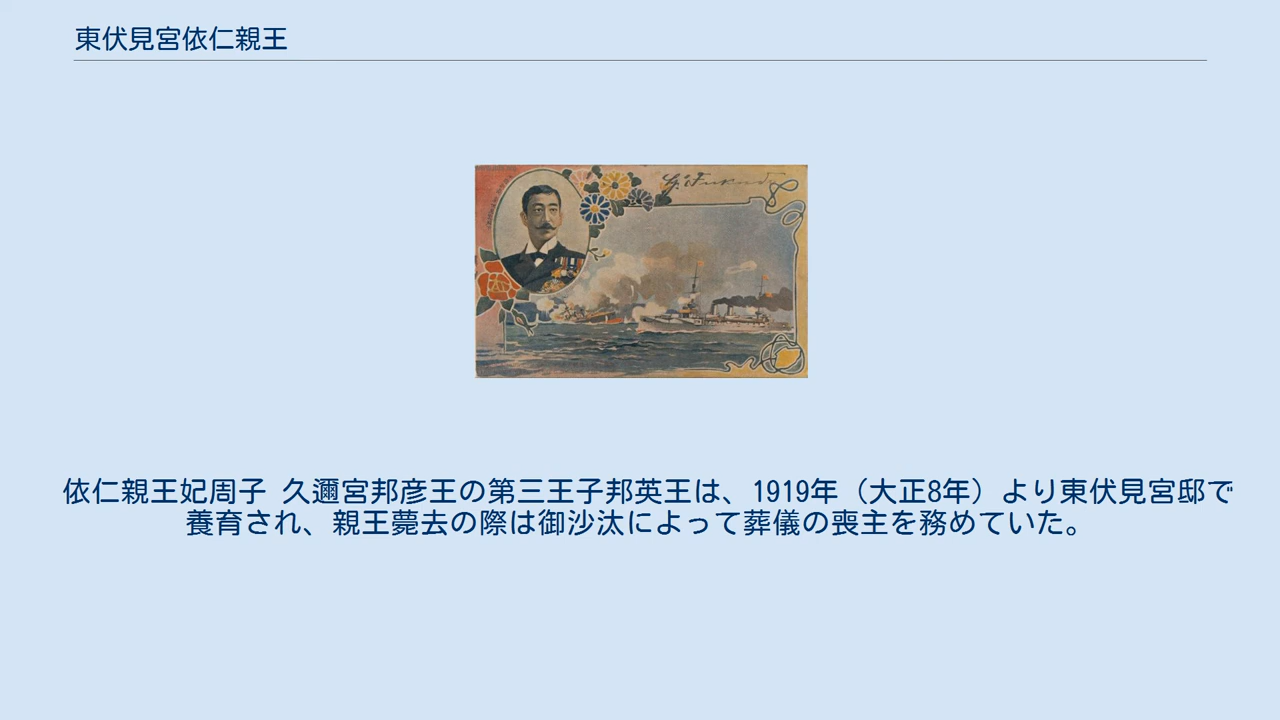 東伏見宮依仁親王
依仁親王妃周子 久邇宮邦彦王の第三王子邦英王は、1919年（大正8年）より東伏見宮邸で
養育され、親王薨去の際は御沙汰によって葬儀の喪主を務めていた。